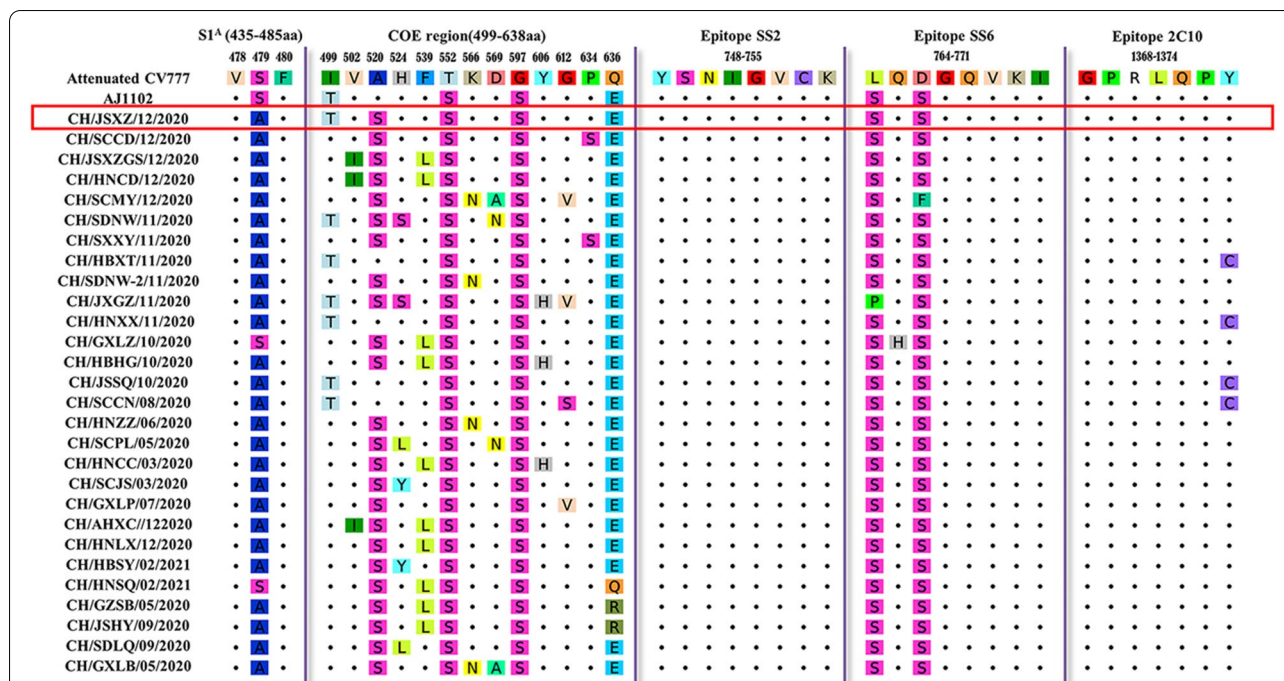 S1ᴬ (435-485aa) COE region(499-638aa) Epitope SS2 Epitope SS6 Epitope 2C10
478 479 480 499 502 520 524 539 552 566 569 597 606 612 634 636 748-755 764-771 1368-1374
Attenuated CV777 V S F I V A H F T K D G Y G P Q Y S N I G V C K L Q D G Q V K I G P R L Q P Y
AJ1102 • S • T • • • • S • • S • • • E • • • • • • • • S • S • • • • • • • • • • • •
CH/JSXZ/12/2020 • A • T • S • • S • • S • • • E • • • • • • • • S • S • • • • • • • • • • • •
CH/SCCD/12/2020 • A • • • S • • S • • S • • S E • • • • • • • • S • S • • • • • • • • • • • •
CH/JSXZGS/12/2020 • A • • I S • L S • • S • • • E • • • • • • • • S • S • • • • • • • • • • • •
CH/HNCD/12/2020 • A • • I S • L S • • S • • • E • • • • • • • • S • S • • • • • • • • • • • •
CH/SCMY/12/2020 • A • • • S • • S N A S • V • E • • • • • • • • S • F • • • • • • • • • • • •
CH/SDNW/11/2020 • A • T • S S • S • N S • • • E • • • • • • • • S • S • • • • • • • • • • • •
CH/SXXY/11/2020 • A • • • S • • S • • S • • S E • • • • • • • • S • S • • • • • • • • • • • •
CH/HBXT/11/2020 • A • T • • • • S • • S • • • E • • • • • • • • S • S • • • • • • • • • • • C
CH/SDNW-2/11/2020 • A • • • S • • S N • S • • • E • • • • • • • • S • S • • • • • • • • • • • •
CH/JXGZ/11/2020 • A • T • S S • S • • S H V • E • • • • • • • • P • S • • • • • • • • • • • •
CH/HNXX/11/2020 • A • T • • • • S • • S • • • E • • • • • • • • S • S • • • • • • • • • • • C
CH/GXLZ/10/2020 • S • • • S • L S • • S • • • E • • • • • • • • S H S • • • • • • • • • • • •
CH/HBHG/10/2020 • A • • • S • L S • • S H • • E • • • • • • • • S • S • • • • • • • • • • • •
CH/JSSQ/10/2020 • A • T • • • • S • • S • • • E • • • • • • • • S • S • • • • • • • • • • • C
CH/SCCN/08/2020 • A • T • • • • S • • S • S • E • • • • • • • • S • S • • • • • • • • • • • C
CH/HNZZ/06/2020 • A • • • S • • S N • S • • • E • • • • • • • • S • S • • • • • • • • • • • •
CH/SCPL/05/2020 • A • • • S L • S • N S • • • E • • • • • • • • S • S • • • • • • • • • • • •
CH/HNCC/03/2020 • A • • • S • L S • • S H • • E • • • • • • • • S • S • • • • • • • • • • • •
CH/SCJS/03/2020 • A • • • S Y • S • • S • • • E • • • • • • • • S • S • • • • • • • • • • • •
CH/GXLP/07/2020 • A • • • S • • S • • S • V • E • • • • • • • • S • S • • • • • • • • • • • •
CH/AHXC//122020 • A • • I S • L S • • S • • • E • • • • • • • • S • S • • • • • • • • • • • •
CH/HNLX/12/2020 • A • • • S • L S • • S • • • E • • • • • • • • S • S • • • • • • • • • • • •
CH/HBSY/02/2021 • A • • • S Y • S • • S • • • E • • • • • • • • S • S • • • • • • • • • • • •
CH/HNSQ/02/2021 • S • • • S • L S • • S • • • Q • • • • • • • • S • S • • • • • • • • • • • •
CH/GZSB/05/2020 • A • • • S • L S • • S • • • R • • • • • • • • S • S • • • • • • • • • • • •
CH/JSHY/09/2020 • A • • • S • L S • • S • • • R • • • • • • • • S • S • • • • • • • • • • • •
CH/SDLQ/09/2020 • A • • • S L • S • • S • • • E • • • • • • • • S • S • • • • • • • • • • • •
CH/GXLB/05/2020 • A • • • S • • S N A S • • • E • • • • • • • • S • S • • • • • • • • • • • •